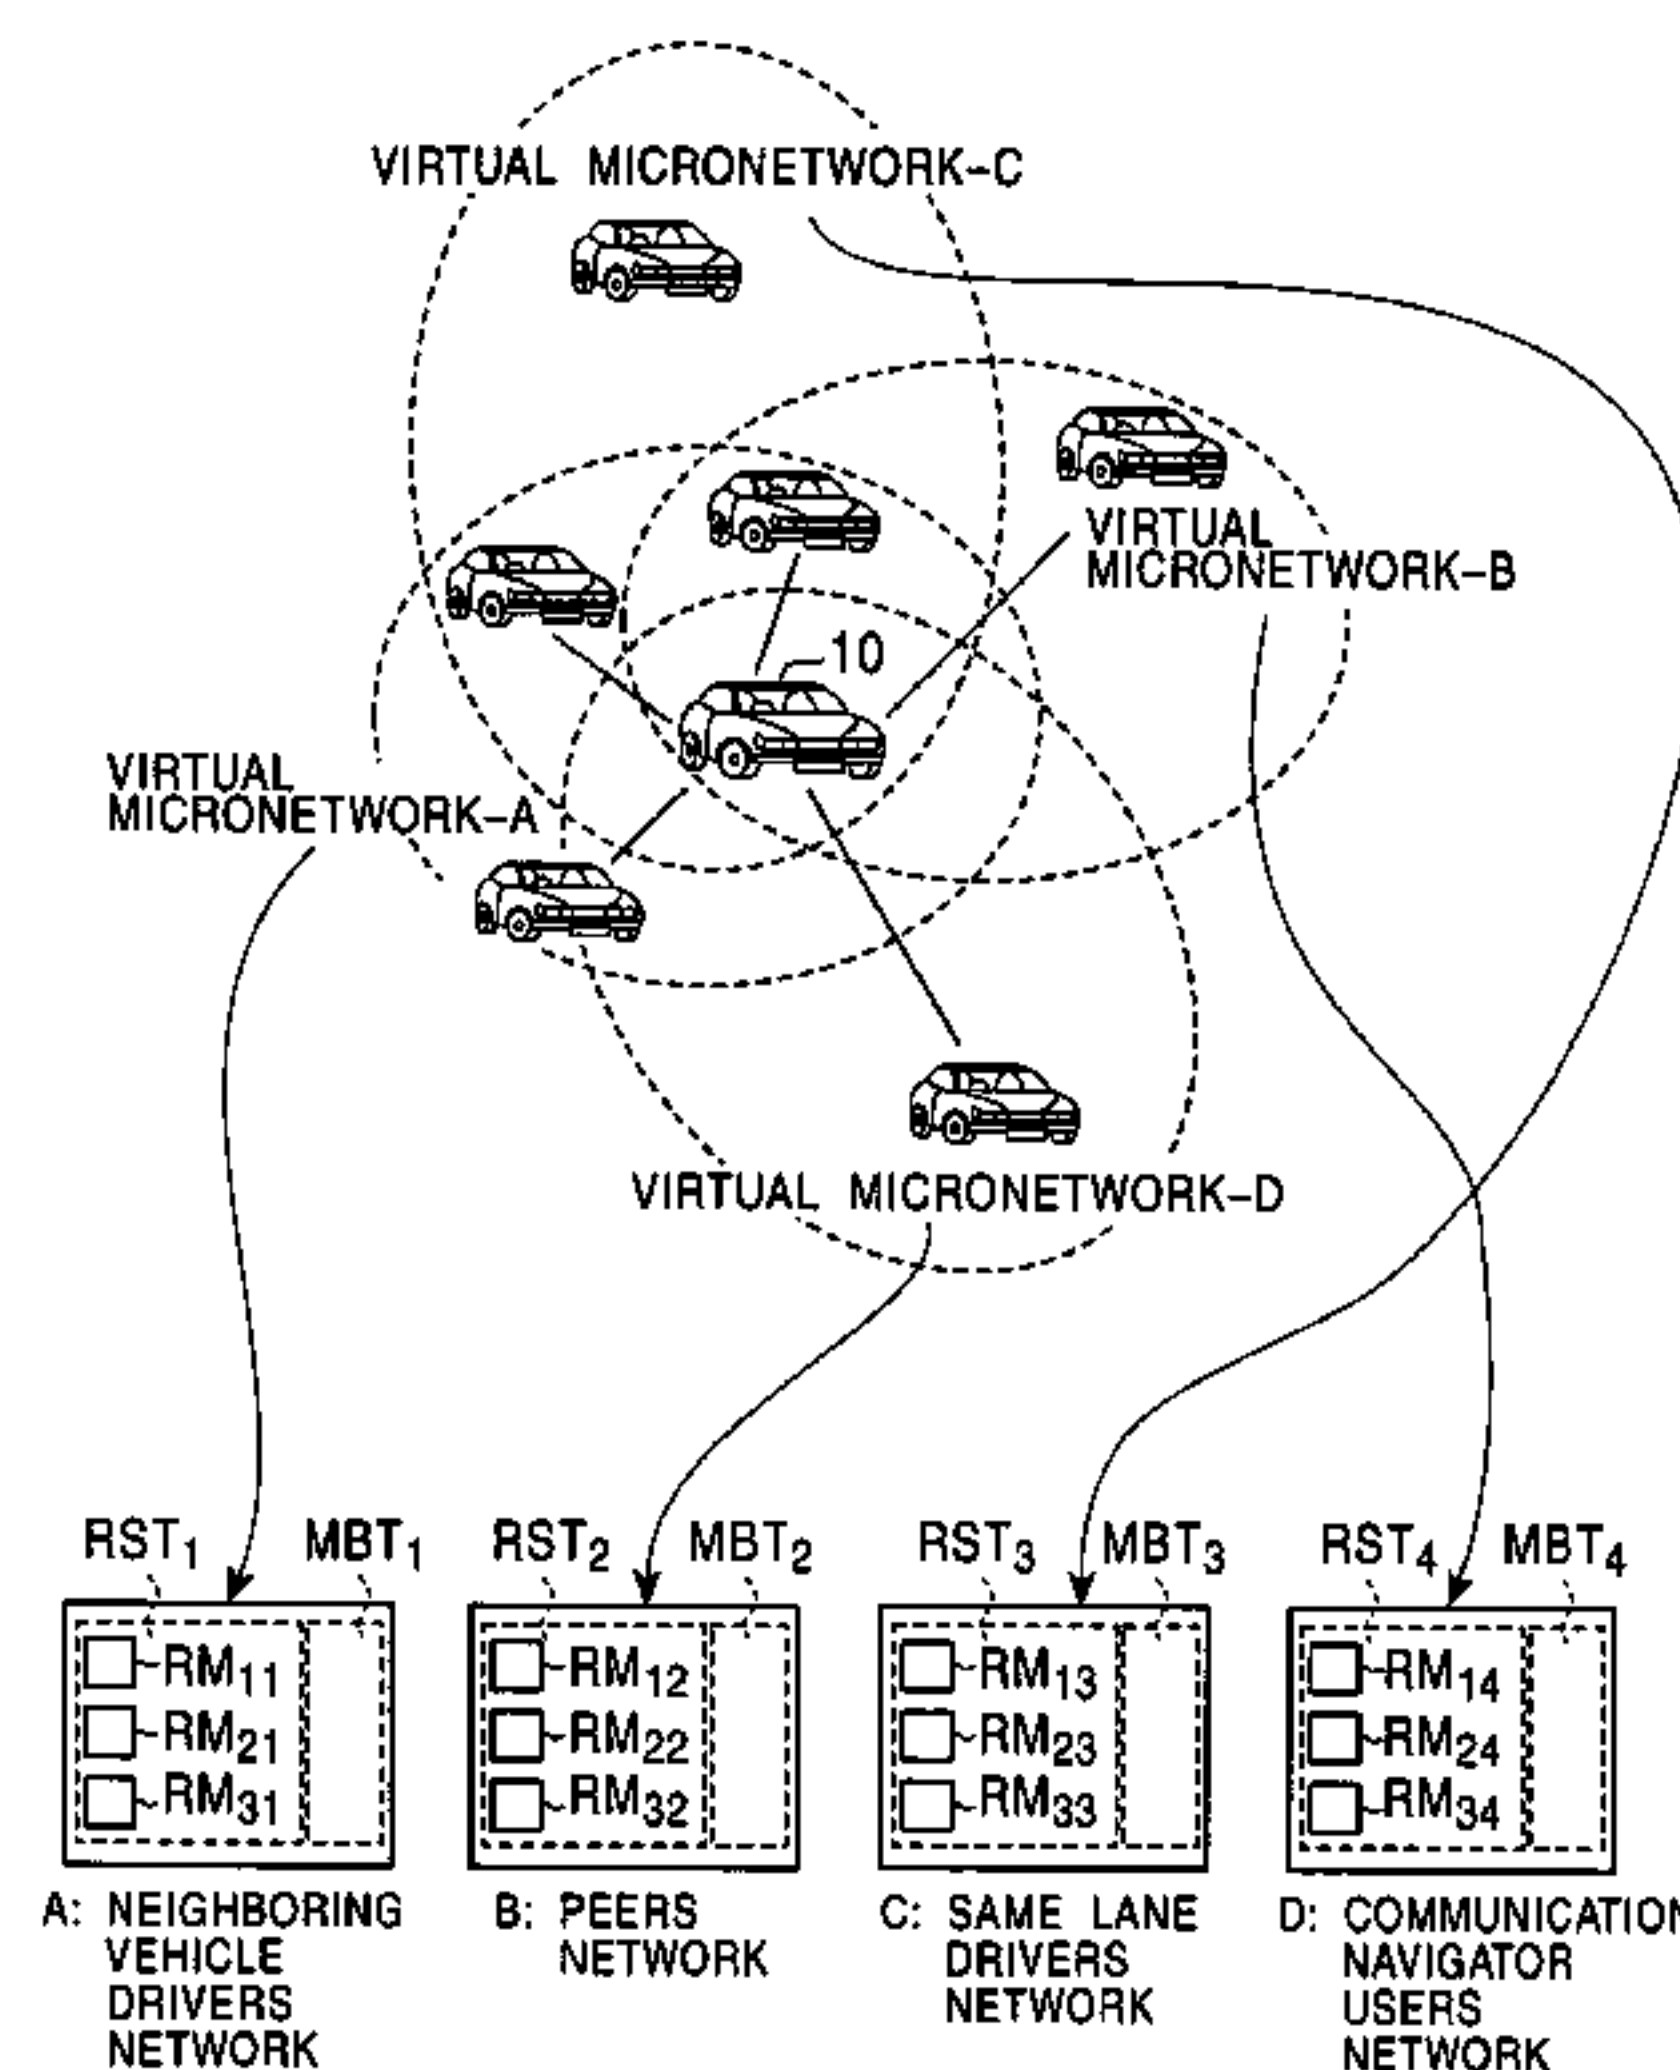 VIRTUAL MICRONETWORK-C
VIRTUAL
MICRONETWORK-B
10
VIRTUAL
MICRONETWORK-A
VIRTUAL MICRONETWORK-D
RST1 MBT1 RST2 MBT2 RST3 MBT3 RST4 MBT4
RM11 RM12 RM13 RM14
RM21 RM22 RM23 RM24
RM31 RM32 RM33 RM34
A: NEIGHBORING
VEHICLE
DRIVERS
NETWORK
B: PEERS
NETWORK
C: SAME LANE
DRIVERS
NETWORK
D: COMMUNICATION
NAVIGATOR
USERS
NETWORK